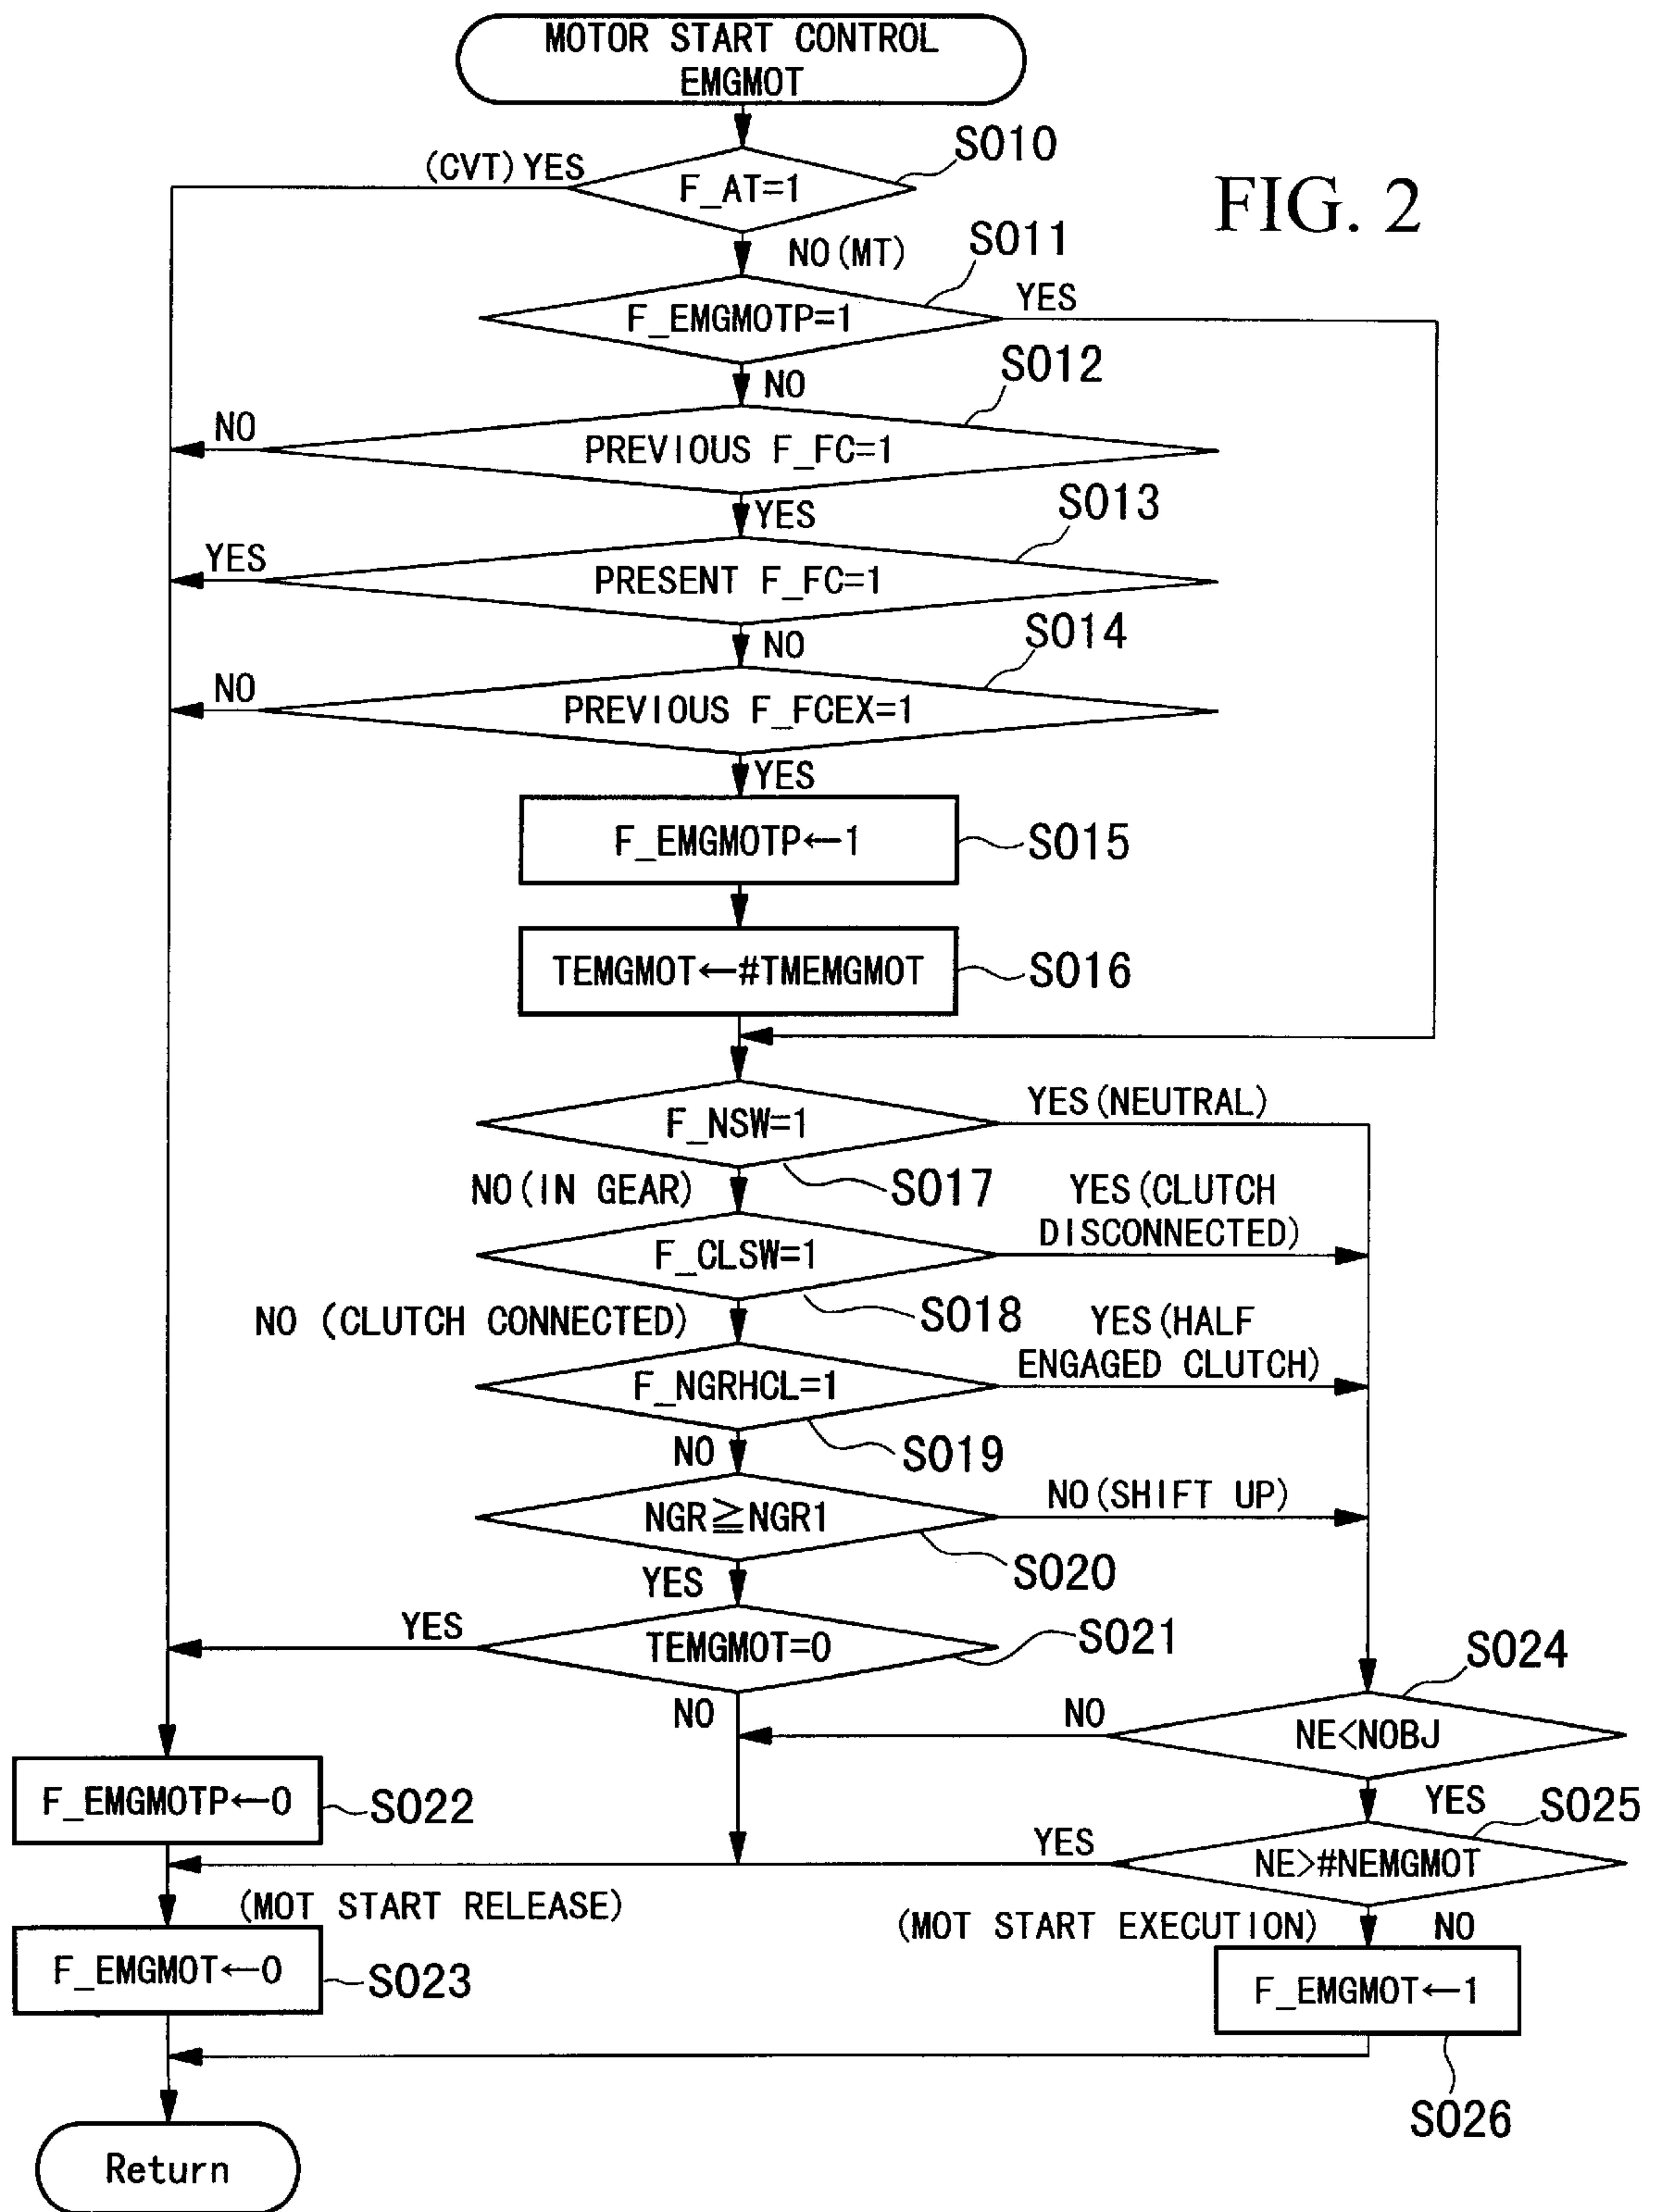 MOTOR START CONTROL
EMGMOT
S010
(CVT) YES
F_AT=1
FIG. 2
NO (MT)
S011
F_EMGMOTP=1
YES
NO
S012
NO
PREVIOUS F_FC=1
YES
S013
YES
PRESENT F_FC=1
NO
S014
NO
PREVIOUS F_FCEX=1
YES
F_EMGMOTP←1
S015
TEMGMOT←#TMEMGMOT
S016
F_NSW=1
YES (NEUTRAL)
NO (IN GEAR)
S017
YES (CLUTCH
DISCONNECTED)
F_CLSW=1
NO (CLUTCH CONNECTED)
S018
YES (HALF
ENGAGED CLUTCH)
F_NGRHCL=1
NO
S019
NGR≧NGR1
NO (SHIFT UP)
YES
S020
YES
TEMGMOT=0
S021
NO
S024
NO
NE<NOBJ
F_EMGMOTP←0
S022
YES
S025
YES
NE>#NEMGMOT
(MOT START RELEASE)
(MOT START EXECUTION)
NO
F_EMGMOT←0
S023
F_EMGMOT←1
S026
Return